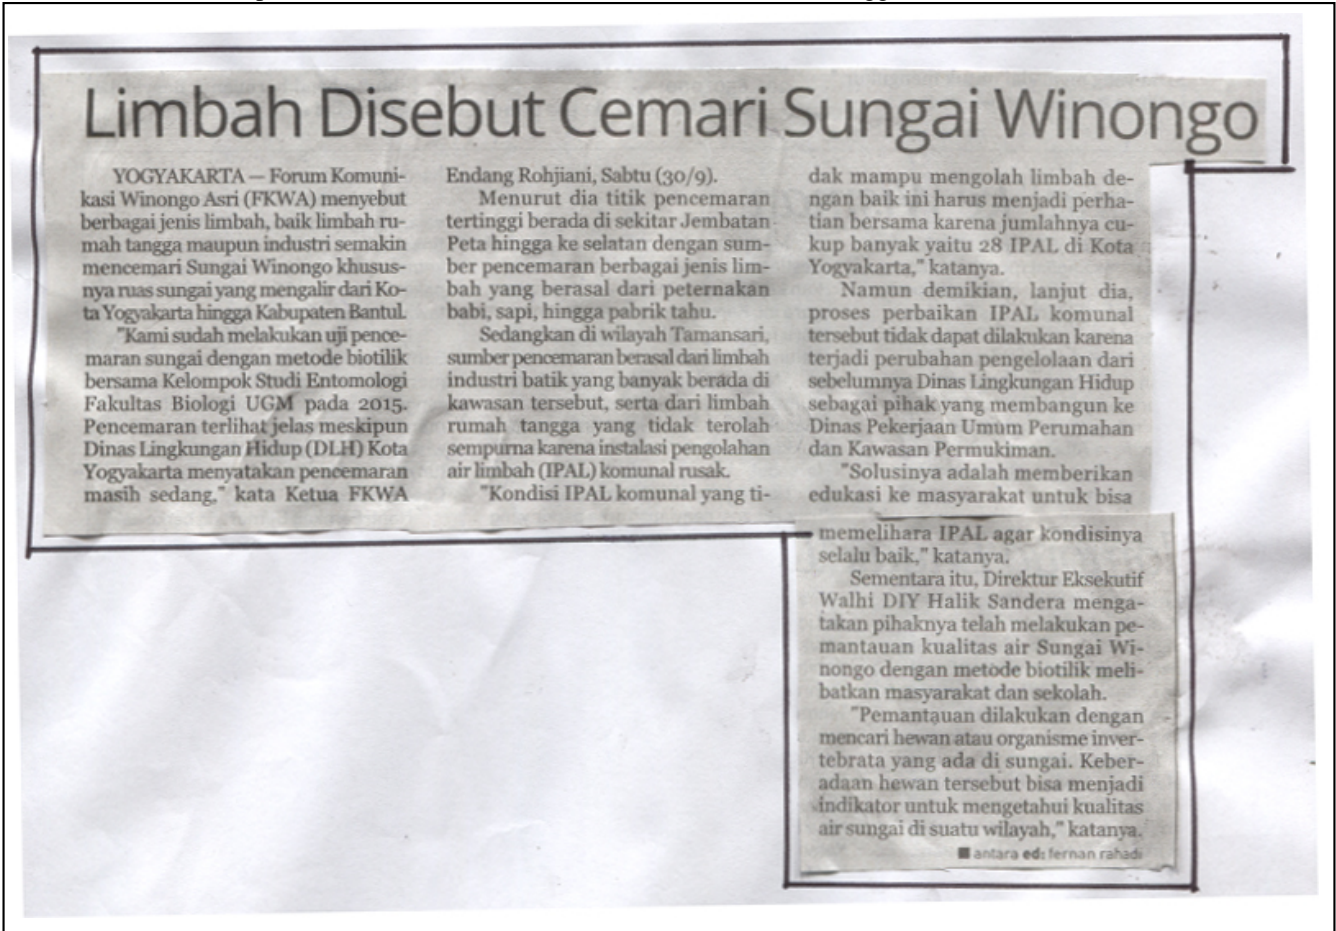 Limbah Disebut Cemari Sungai Winongo
YOGYAKARTA — Forum Komuni-
kasi Winongo Asri (FKWA) menyebut
berbagai jenis limbah, baik limbah ru-
mah tangga maupun industri semakin
mencemari Sungai Winongo khusus-
nya ruas sungai yang mengalir dari Ko-
ta Yogyakarta hingga Kabupaten Bantul.
"Kami sudah melakukan uji pence-
maran sungai dengan metode biotilik
bersama Kelompok Studi Entomologi
Fakultas Biologi UGM pada 2015.
Pencemaran terlihat jelas meskipun
Dinas Lingkungan Hidup (DLH) Kota
Yogyakarta menyatakan pencemaran
masih sedang," kata Ketua FKWA
Endang Rohjiani, Sabtu (30/9).
Menurut dia titik pencemaran
tertinggi berada di sekitar Jembatan
Peta hingga ke selatan dengan sum-
ber pencemaran berbagai jenis lim-
bah yang berasal dari peternakan
babi, sapi, hingga pabrik tahu.
Sedangkan di wilayah Tamansari,
sumber pencemaran berasal dari limbah
industri batik yang banyak berada di
kawasan tersebut, serta dari limbah
rumah tangga yang tidak terolah
sempurna karena instalasi pengolahan
air limbah (IPAL) komunal rusak.
"Kondisi IPAL komunal yang ti-
dak mampu mengolah limbah de-
ngan baik ini harus menjadi perha-
tian bersama karena jumlahnya cu-
kup banyak yaitu 28 IPAL di Kota
Yogyakarta," katanya.
Namun demikian, lanjut dia,
proses perbaikan IPAL komunal
tersebut tidak dapat dilakukan karena
terjadi perubahan pengelolaan dari
sebelumnya Dinas Lingkungan Hidup
sebagai pihak yang membangun ke
Dinas Pekerjaan Umum Perumahan
dan Kawasan Permukiman.
"Solusinya adalah memberikan
edukasi ke masyarakat untuk bisa
memelihara IPAL agar kondisinya
selalu baik," katanya.
Sementara itu, Direktur Eksekutif
Walhi DIY Halik Sandera menga-
takan pihaknya telah melakukan pe-
mantauan kualitas air Sungai Wi-
nongo dengan metode biotilik meli-
batkan masyarakat dan sekolah.
"Pemantauan dilakukan dengan
mencari hewan atau organisme inver-
tebrata yang ada di sungai. Keber-
adaan hewan tersebut bisa menjadi
indikator untuk mengetahui kualitas
air sungai di suatu wilayah," katanya.
■ antara ed: fernan rahadi